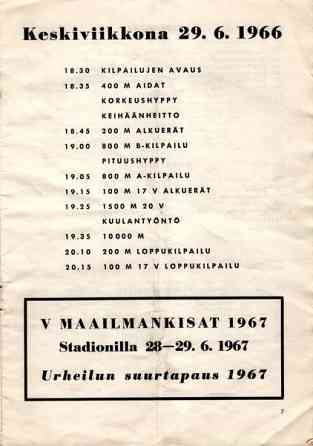 Keskiviikkona 29. 6. 1966
18.30 KILPAILUJEN AVAUS
18.35 400 M AIDAT
KORKEUSHYPPY
KEIHÄÄNHEITTO
18.45 200 M ALKUERÄT
19.00 800 M B-KILPAILU
PITUUSHYPPY
19.05 800 M A-KILPAILU
19.15 100 M 17 V ALKUERÄT
19.25 1500 M 20 V
KUULANTYÖNTÖ
19.35 10000 M
20.10 200 M LOPPUKILPAILU
20.15 100 M 17 V LOPPUKILPAILU
V MAAILMANKISAT 1967
Stadionilla 28—29. 6. 1967
Urheilun suurtapaus 1967
7